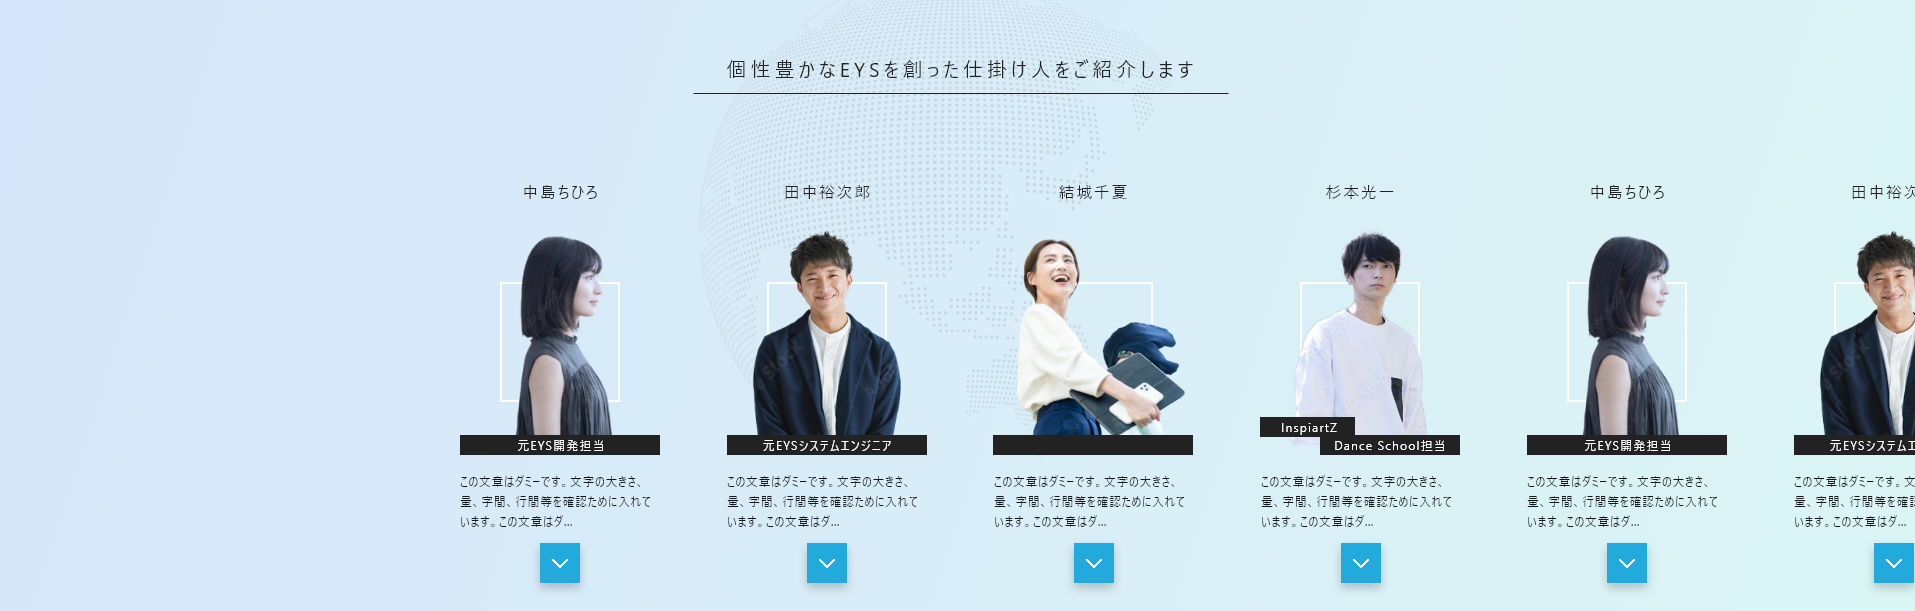 個性豊かなEYSを創った仕掛け人をご紹介します
中島ちひろ
元EYS開発担当
この文章はダミーです。文字の大きさ、
量、字間、行間等を確認ために入れて
います。この文章はダ...
田中裕次郎
元EYSシステムエンジニア
この文章はダミーです。文字の大きさ、
量、字間、行間等を確認ために入れて
います。この文章はダ...
結城千夏
この文章はダミーです。文字の大きさ、
量、字間、行間等を確認ために入れて
います。この文章はダ...
杉本光一
InspiartZ
Dance School担当
この文章はダミーです。文字の大きさ、
量、字間、行間等を確認ために入れて
います。この文章はダ...
中島ちひろ
元EYS開発担当
この文章はダミーです。文字の大きさ、
量、字間、行間等を確認ために入れて
います。この文章はダ...
田中裕
元EYSシステム
この文章はダミーです。文
量、字間、行間等を確認
います。この文章はダ...